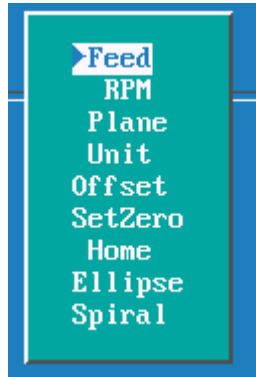 Feed
RPM
Plane
Unit
Offset
SetZero
Home
Ellipse
Spiral